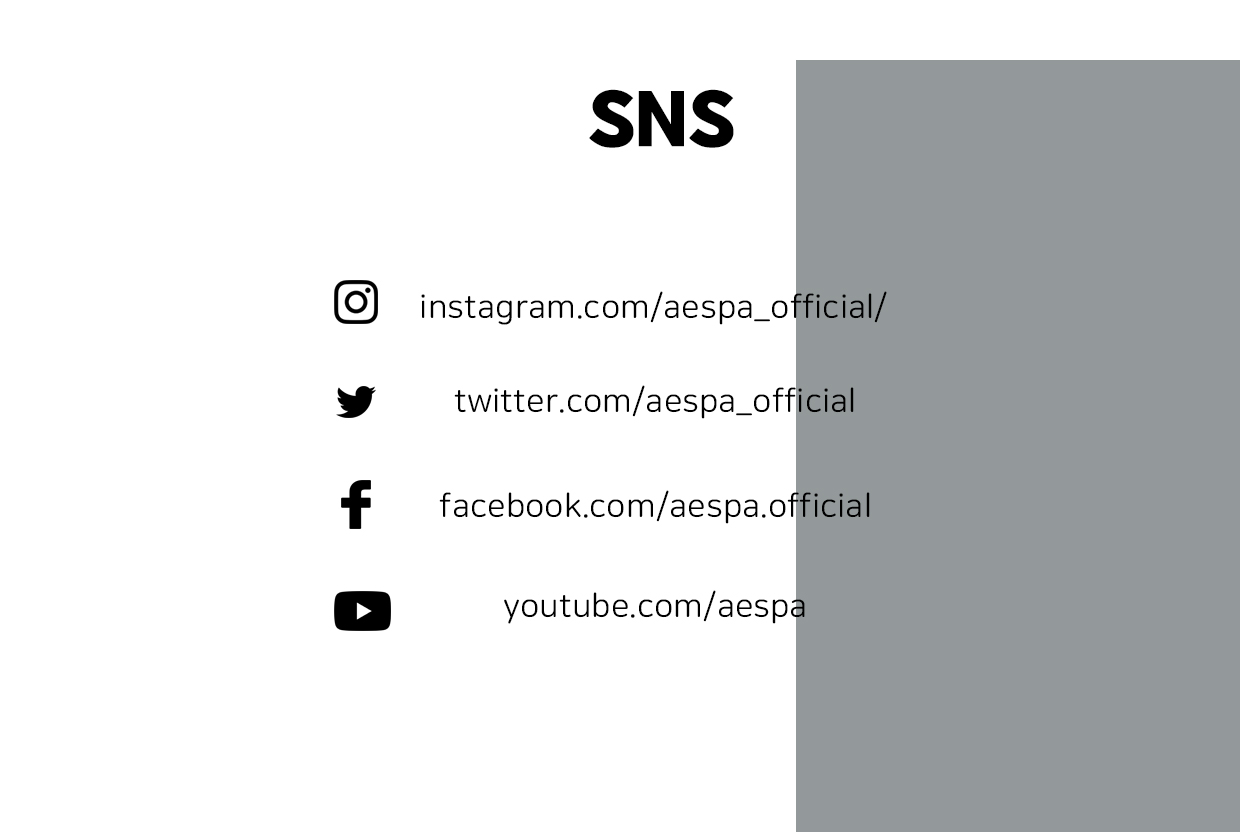 SNS
instagram.com/aespa_official/
twitter.com/aespa_official
facebook.com/aespa.official
youtube.com/aespa